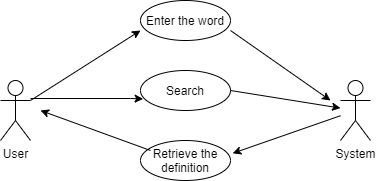 Enter the word
Search
User
System
Retrieve the
definition